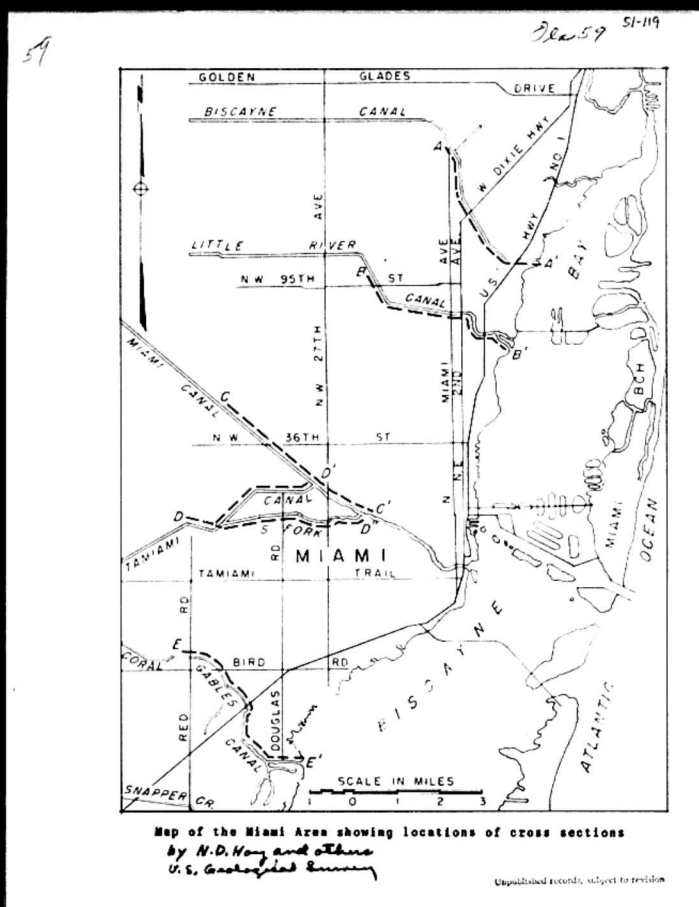 51-119
Fla 59
59
GOLDEN GLADES DRIVE
BISCAYNE CANAL
A
W DIXIE HWY
NO. 1
AVE
AVE
AVE.
HWY
U.S.
A'
BAY
LITTLE RIVER
B
NW 95TH ST
CANAL
B'
MIAMI
CANAL
NW 27TH
MIAMI
2ND
BCH
C
N W 36TH ST
D'
CANAL
C'
D
D"
S FORK
N
NE
MIAMI
OCEAN
TAMIAMI
RD
MIAMI
TAMIAMI TRAIL
RD
E
CORAL
BIRD RD
GABLES
BISCAYNE
DOUGLAS
RED
CANAL
E'
ATLANTIC
SNAPPER CR.
SCALE IN MILES
1 0 1 2 3
Map of the Miami Area showing locations of cross sections
by N.D. Hoy and others
U.S. Geological Survey
Unpublished records, subject to revision